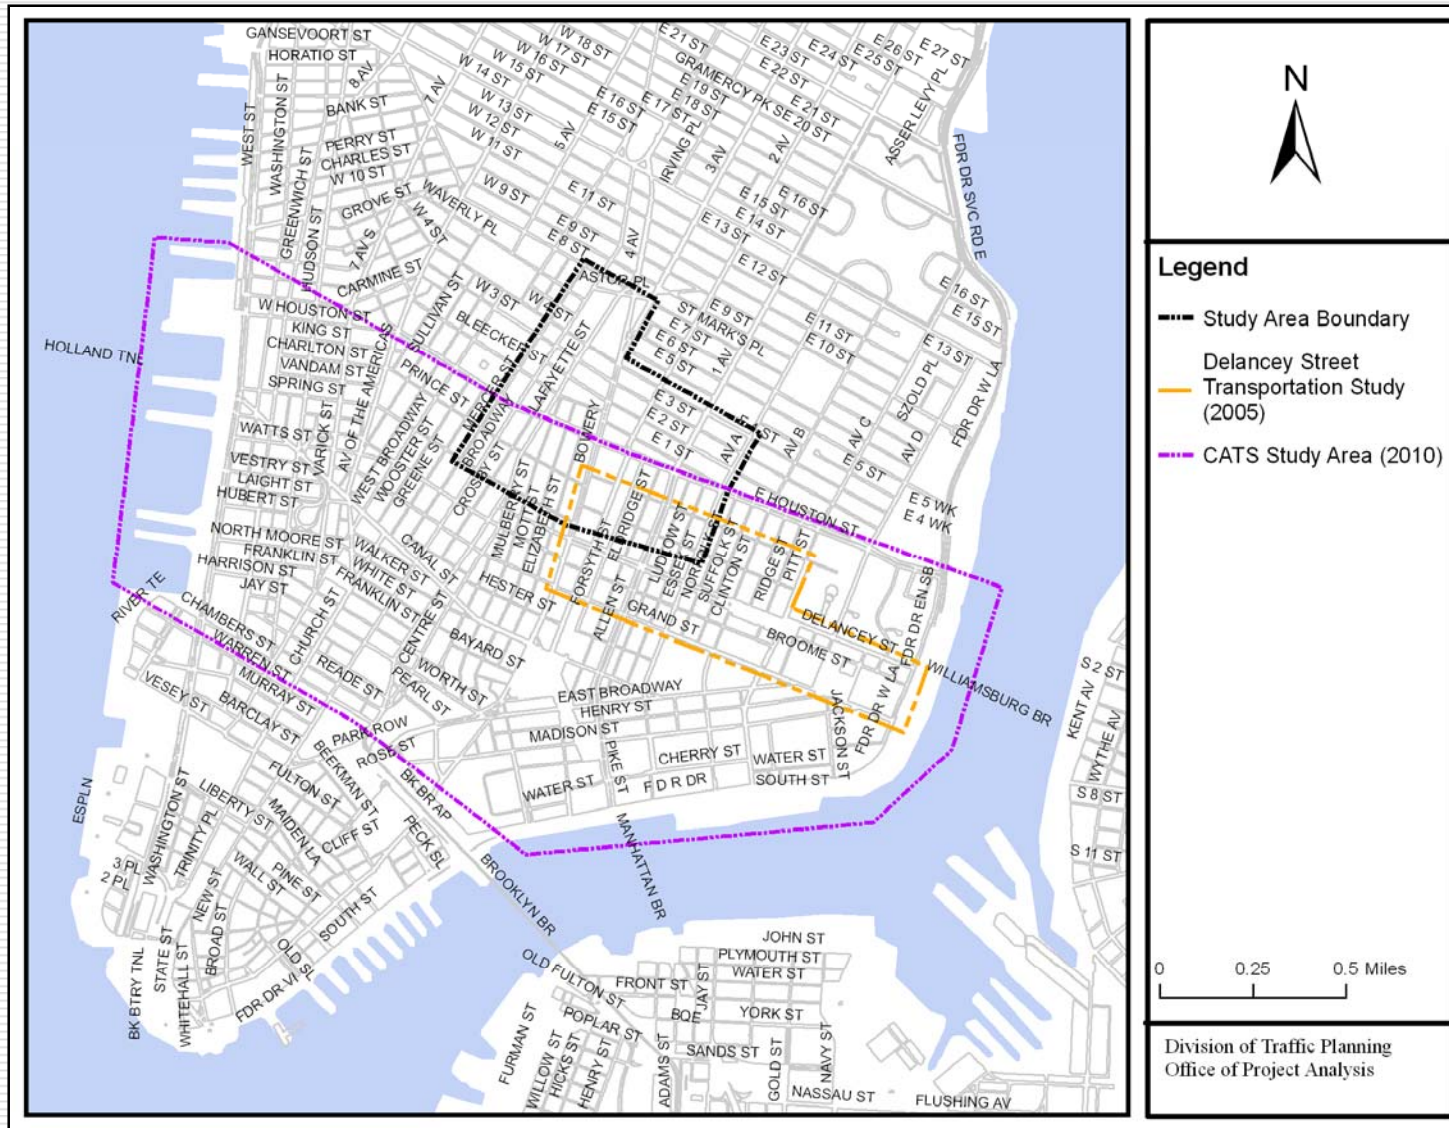 GANSEVOORT ST
HORATIO ST
WEST ST
WASHINGTON ST
GREENWICH ST
HUDSON ST
8 AV
BANK ST
PERRY ST
CHARLES ST
W 10 ST
GROVE ST
7 AV S
CARMINE ST
7 AV
W 18 ST
W 17 ST
W 16 ST
W 15 ST
W 14 ST
W 13 ST
W 12 ST
W 11 ST
W 9 ST
WAVERLY PL
W 4 ST
5 AV
E 16 ST
E 15 ST
E 17 ST
E 18 ST
E 19 ST
E 21 ST
GRAMERCY PK SE
20 ST
E 21 ST
E 22 ST
E 23 ST
E 24 ST
E 25 ST
E 26 ST
E 27 ST
ASSER LEVY PL
IRVING PL
3 AV
2 AV
FDR DR SVC RD E
E 16 ST
E 15 ST
E 14 ST
E 13 ST
E 12 ST
E 11 ST
E 9 ST
E 8 ST
4 AV
ASTOR PL
ST MARK'S PL
E 9 ST
E 7 ST
E 6 ST
E 5 ST
1 AV
E 11 ST
E 10 ST
E 16 ST
E 15 ST
E 13 ST
SZOLD PL
FDR DR W LA
AV D
AV C
AV B
AV A
E 5 ST
E 5 WK
E 4 WK
E 3 ST
E 2 ST
E 1 ST
E HOUSTON ST
HOLLAND TNL
W HOUSTON ST
KING ST
CHARLTON ST
VANDAM ST
SPRING ST
SULLIVAN ST
W 3 ST
BLEECKER ST
LAFAYETTE ST
MERCER ST
BROADWAY
PRINCE ST
AV OF THE AMERICAS
WEST BROADWAY
WOOSTER ST
GREENE ST
CROSBY ST
VARICK ST
WATTS ST
VESTRY ST
LAIGHT ST
HUBERT ST
NORTH MOORE ST
FRANKLIN ST
HARRISON ST
JAY ST
WALKER ST
WHITE ST
FRANKLIN ST
CANAL ST
MULBERRY ST
MOTT ST
ELIZABETH ST
BOWERY
HESTER ST
FORSYTH ST
ELDRIDGE ST
ALLEN ST
LUDLOW ST
ESSEX ST
NORFOLK ST
SUFFOLK ST
CLINTON ST
RIDGE ST
PITT ST
GRAND ST
BROOME ST
DELANCEY ST
FDR DR EN SB
WILLIAMSBURG BR
FDR DR W LA
JACKSON ST
RIVER TE
CHAMBERS ST
WARREN ST
MURRAY ST
BARCLAY ST
VESEY ST
CHURCH ST
READE ST
CENTRE ST
BAYARD ST
WORTH ST
PEARL ST
PARK ROW
ROSE ST
EAST BROADWAY
HENRY ST
MADISON ST
CHERRY ST
WATER ST
SOUTH ST
F D R DR
WATER ST
PIKE ST
MANHATTAN BR
BEEKMAN ST
BK BR AP
FULTON ST
LIBERTY ST
MAIDEN LA
CLIFF ST
PECK SL
PINE ST
WALL ST
TRINITY PL
WASHINGTON ST
ESPLN
3 PL
2 PL
NEW ST
BROAD ST
SOUTH ST
OLD SL
FDR DR VI
STATE ST
WHITEHALL ST
BK BTRY TNL
BROOKLYN BR
OLD FULTON ST
FRONT ST
JOHN ST
PLYMOUTH ST
WATER ST
JAY ST
BQE
YORK ST
POPLAR ST
SANDS ST
FURMAN ST
WILLOW ST
HICKS ST
HENRY ST
ADAMS ST
GOLD ST
NAVY ST
NASSAU ST
FLUSHING AV
S 2 ST
KENT AV
WYTHE AV
S 8 ST
S 11 ST
N
Legend
Study Area Boundary
Delancey Street
Transportation Study
(2005)
CATS Study Area (2010)
0 0.25 0.5 Miles
Division of Traffic Planning
Office of Project Analysis